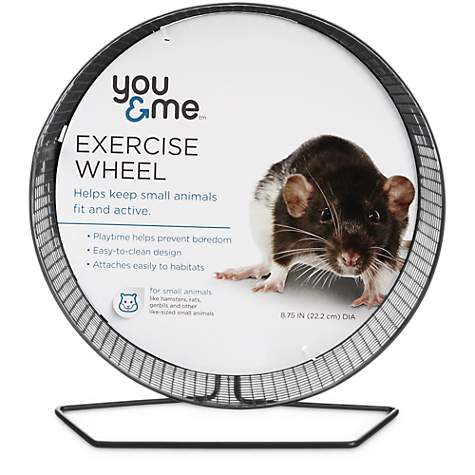 you
&me™
EXERCISE
WHEEL
Helps keep small animals
fit and active.
• Playtime helps prevent boredom
• Easy-to-clean design
• Attaches easily to habitats
for small animals
like hamsters, rats,
gerbils and other
like-sized small animals
8.75 IN (22.2 cm) DIA